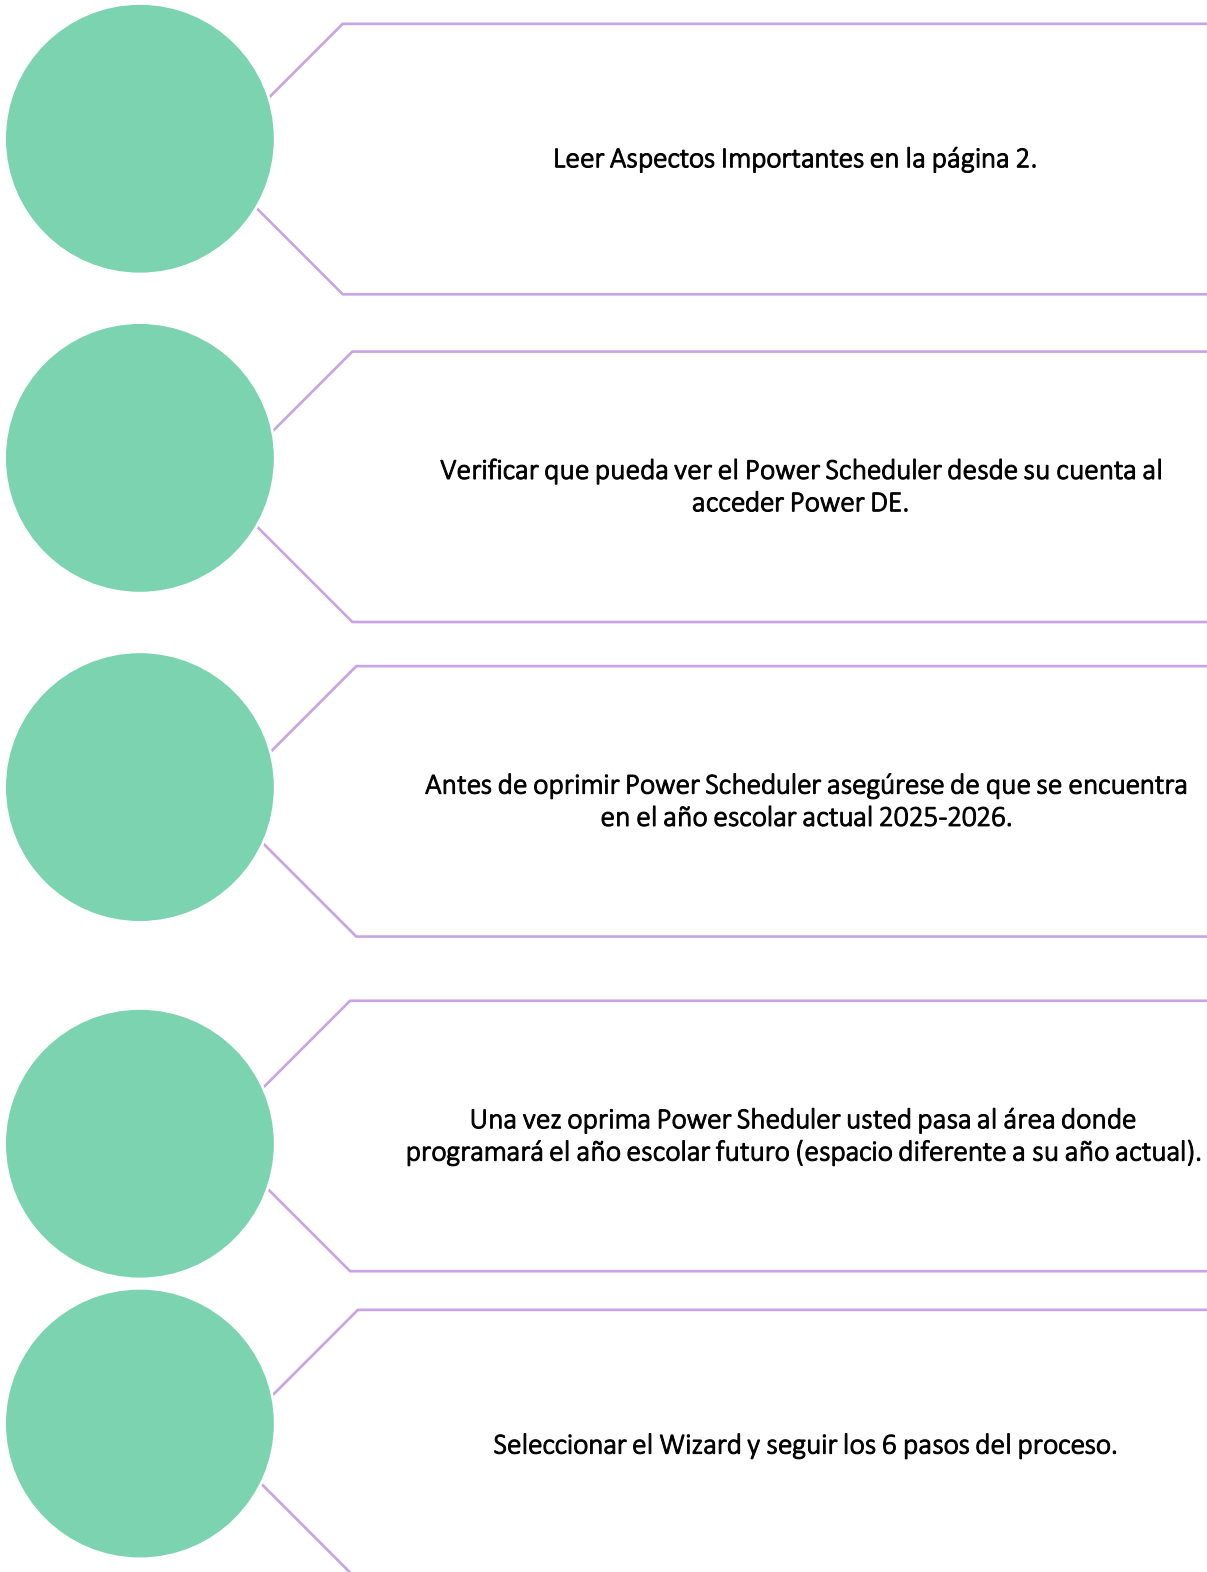 Leer Aspectos Importantes en la página 2.
Verificar que pueda ver el Power Scheduler desde su cuenta al
acceder Power DE.
Antes de oprimir Power Scheduler asegúrese de que se encuentra
en el año escolar actual 2025-2026.
Una vez oprima Power Sheduler usted pasa al área donde
programará el año escolar futuro (espacio diferente a su año actual).
Seleccionar el Wizard y seguir los 6 pasos del proceso.